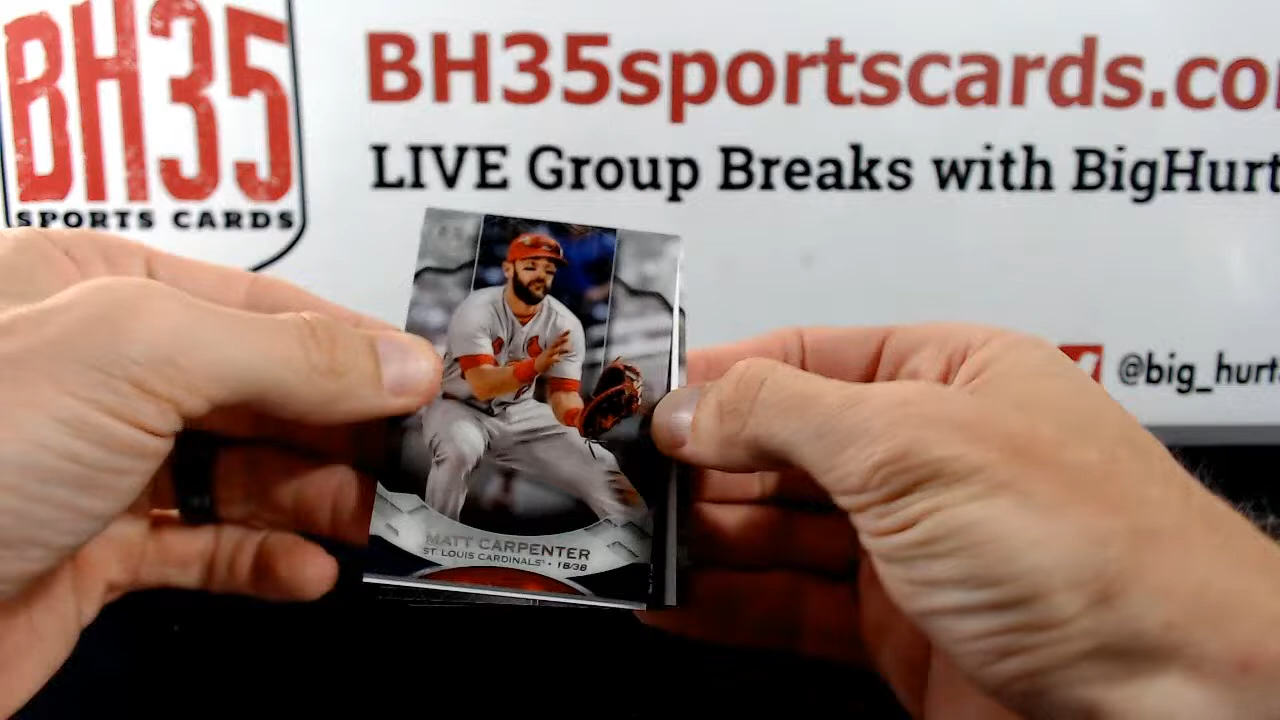 BH35
SPORTS CARDS
BH35sportscards.co
LIVE Group Breaks with BigHurt
@big_hurt
MATT CARPENTER
ST. LOUIS CARDINALS • 1B/3B